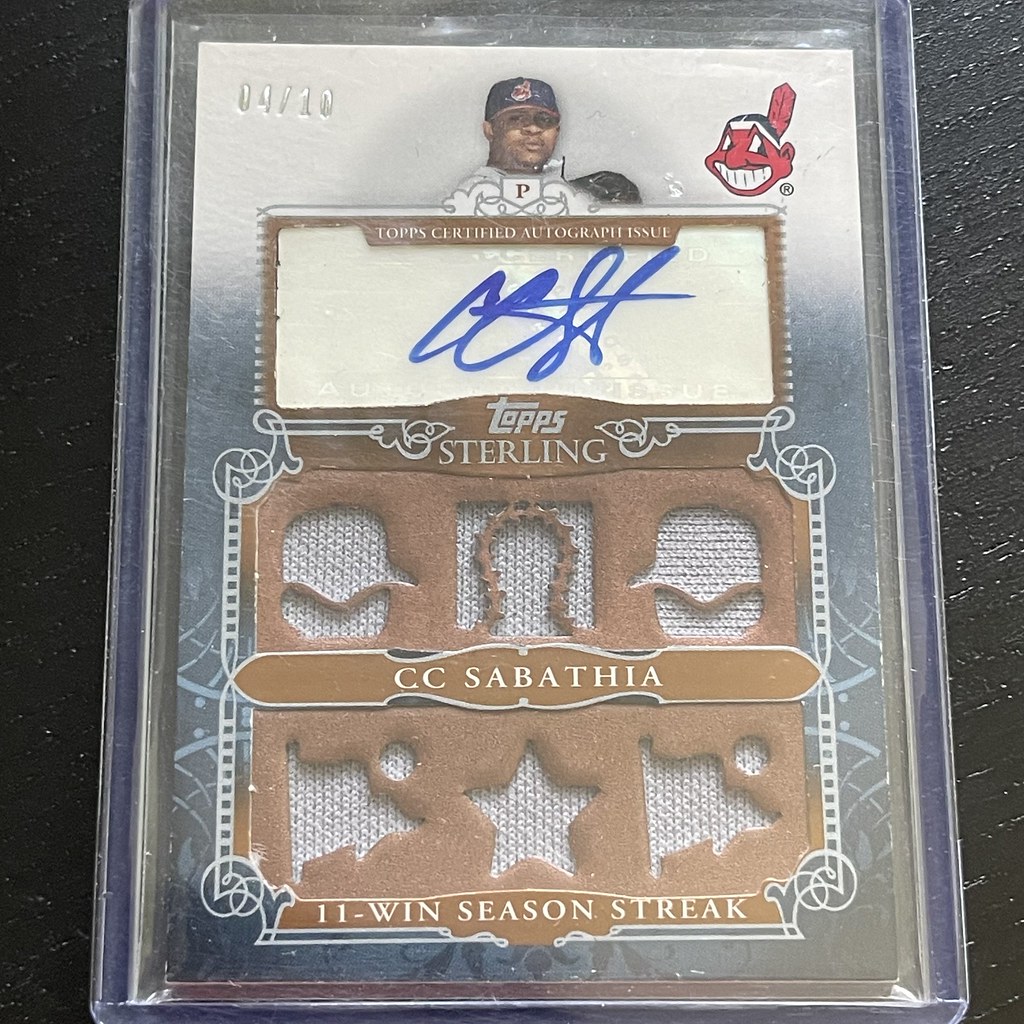 04/10
®
P
TOPPS CERTIFIED AUTOGRAPH ISSUE
topps
STERLING
CC SABATHIA
11-WIN SEASON STREAK